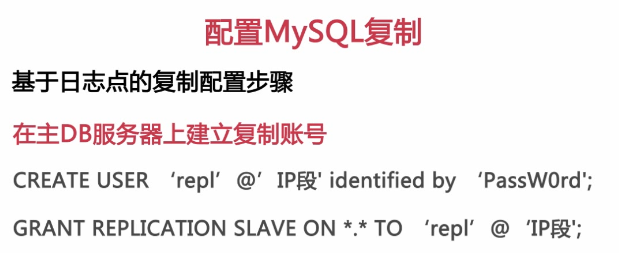 配置MySQL复制
基于日志点的复制配置步骤
在主DB服务器上建立复制账号
CREATE USER ‘repl’@’IP段' identified by ‘PassW0rd';
GRANT REPLICATION SLAVE ON *.* TO ‘repl’@‘IP段';